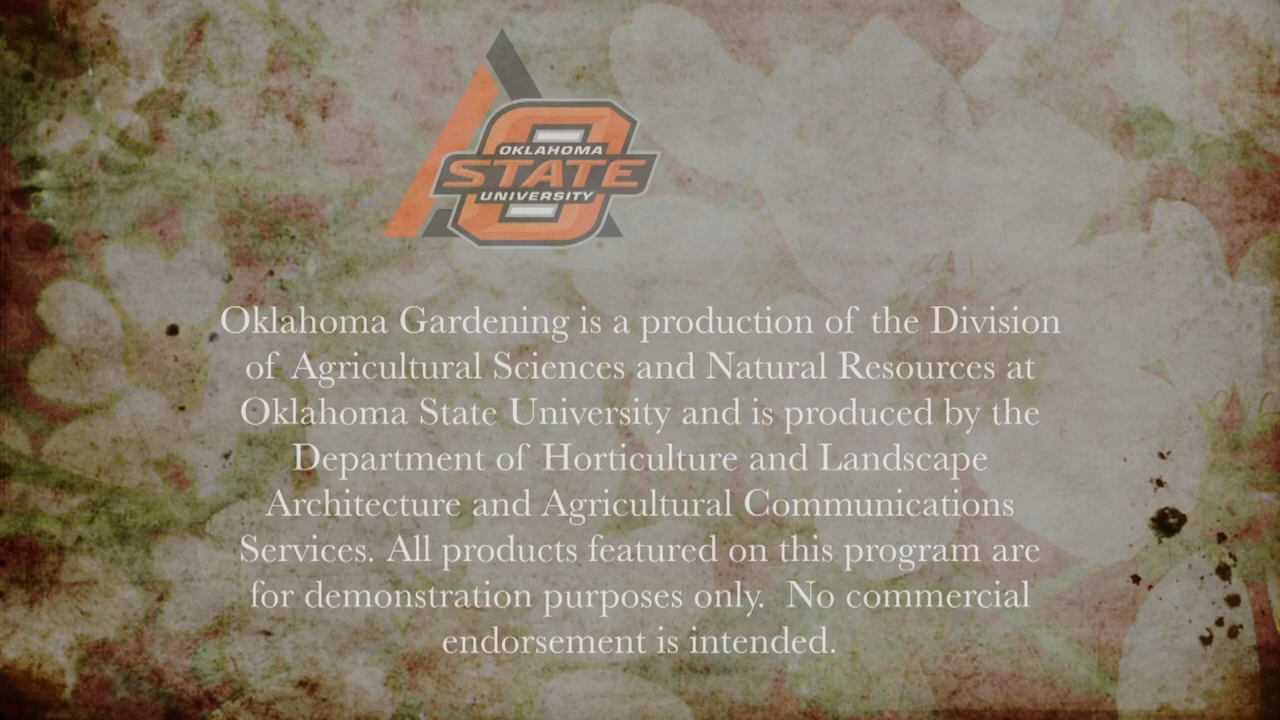 OKLAHOMA
STATE
UNIVERSITY
®
Oklahoma Gardening is a production of the Division
of Agricultural Sciences and Natural Resources at
Oklahoma State University and is produced by the
Department of Horticulture and Landscape
Architecture and Agricultural Communications
Services. All products featured on this program are
for demonstration purposes only. No commercial
endorsement is intended.